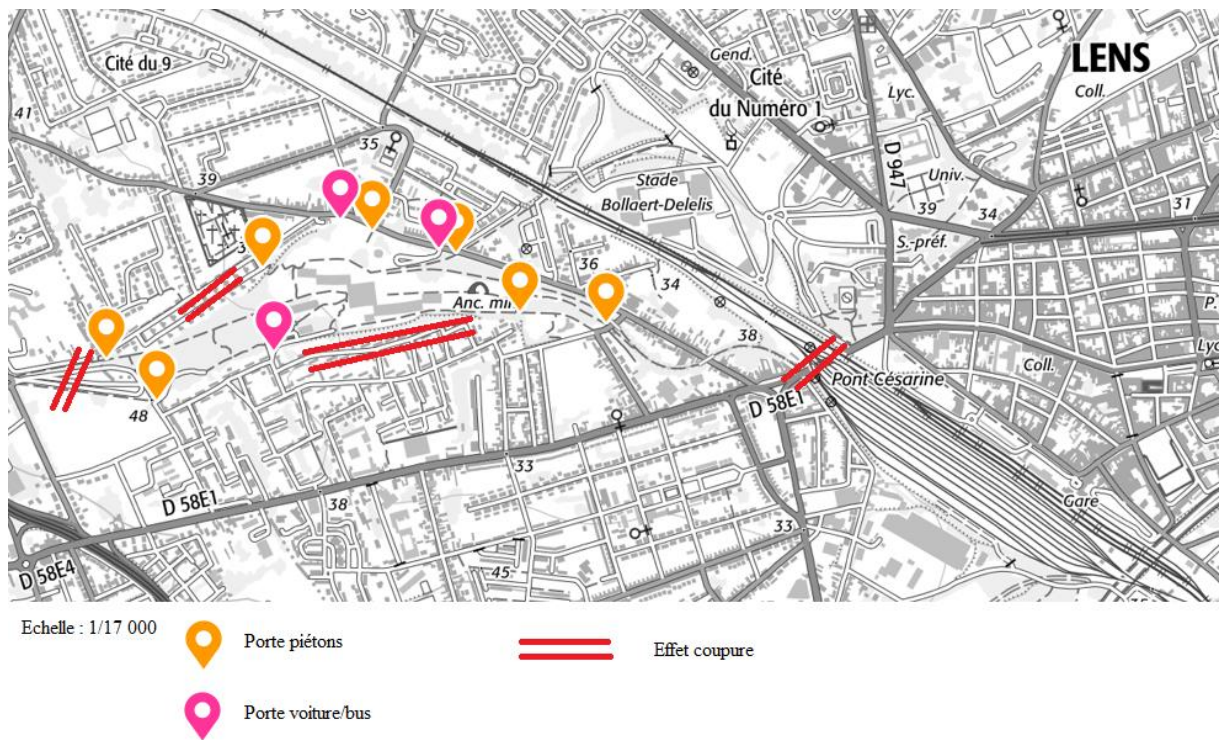 LENS
Gend.
Cité du 9
Cité
du Numéro 1
Coll.
Lyc.
41
35
D 947
39
Stade
Bollaert-Delelis
Univ.
39
34
31
S.-préf.
36
34
Anc. min
38
Pont Césarine
Coll.
P.
Lyc
48
D 58E1
D 58E1
33
38
Gare
33
45
D 58E4
Echelle : 1/17 000
Porte piétons
Effet coupure
Porte voiture/bus